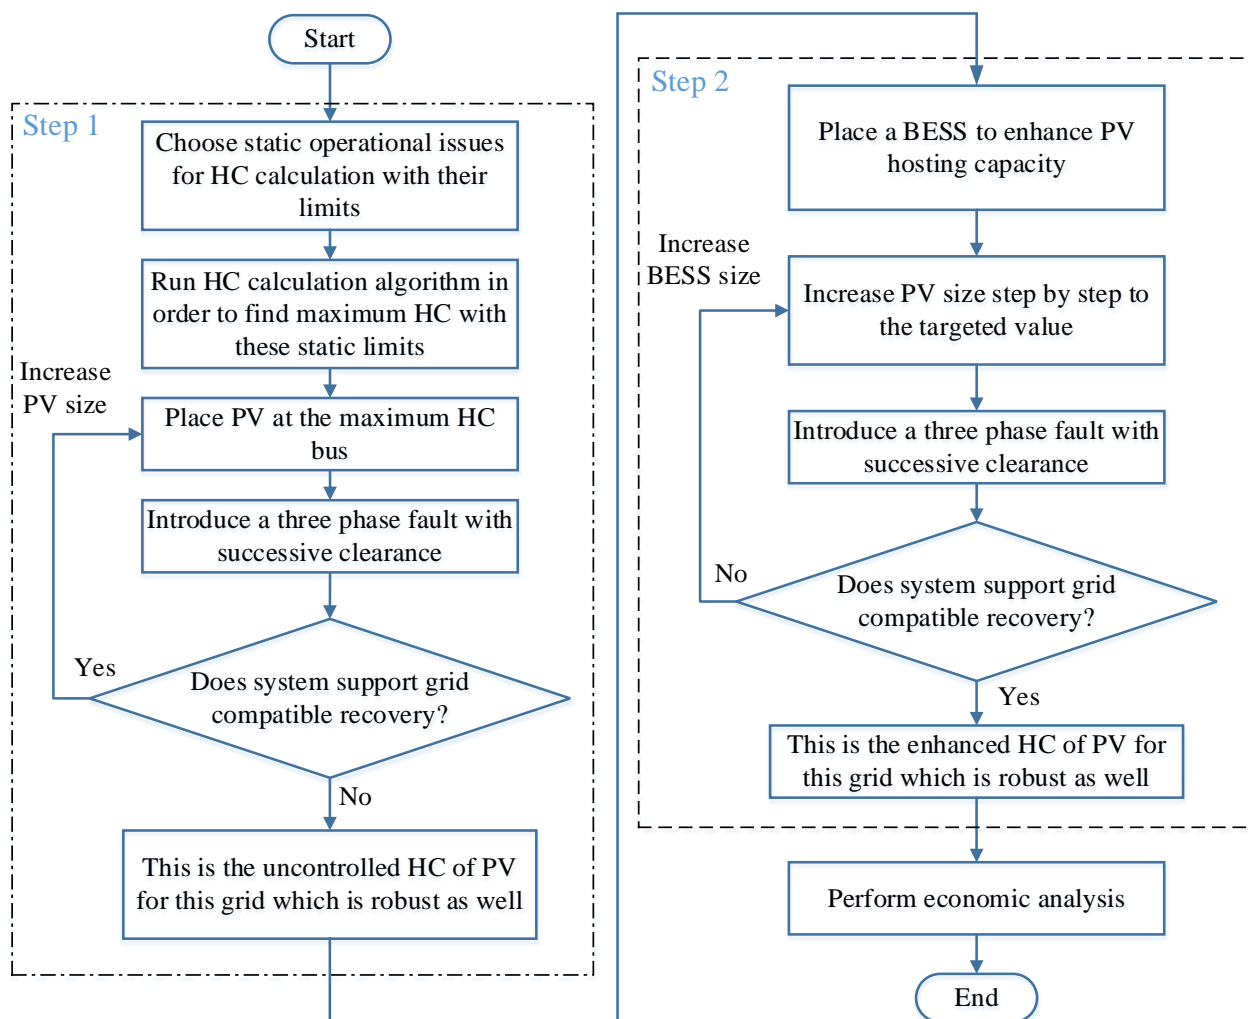 Start
Step 1
Choose static operational issues
for HC calculation with their
limits
Run HC calculation algorithm in
order to find maximum HC with
these static limits
Increase
PV size
Place PV at the maximum HC
bus
Introduce a three phase fault with
successive clearance
Yes
Does system support grid
compatible recovery?
No
This is the uncontrolled HC of PV
for this grid which is robust as well
Step 2
Place a BESS to enhance PV
hosting capacity
Increase
BESS size
Increase PV size step by step to
the targeted value
Introduce a three phase fault with
successive clearance
No
Does system support grid
compatible recovery?
Yes
This is the enhanced HC of PV for
this grid which is robust as well
Perform economic analysis
End